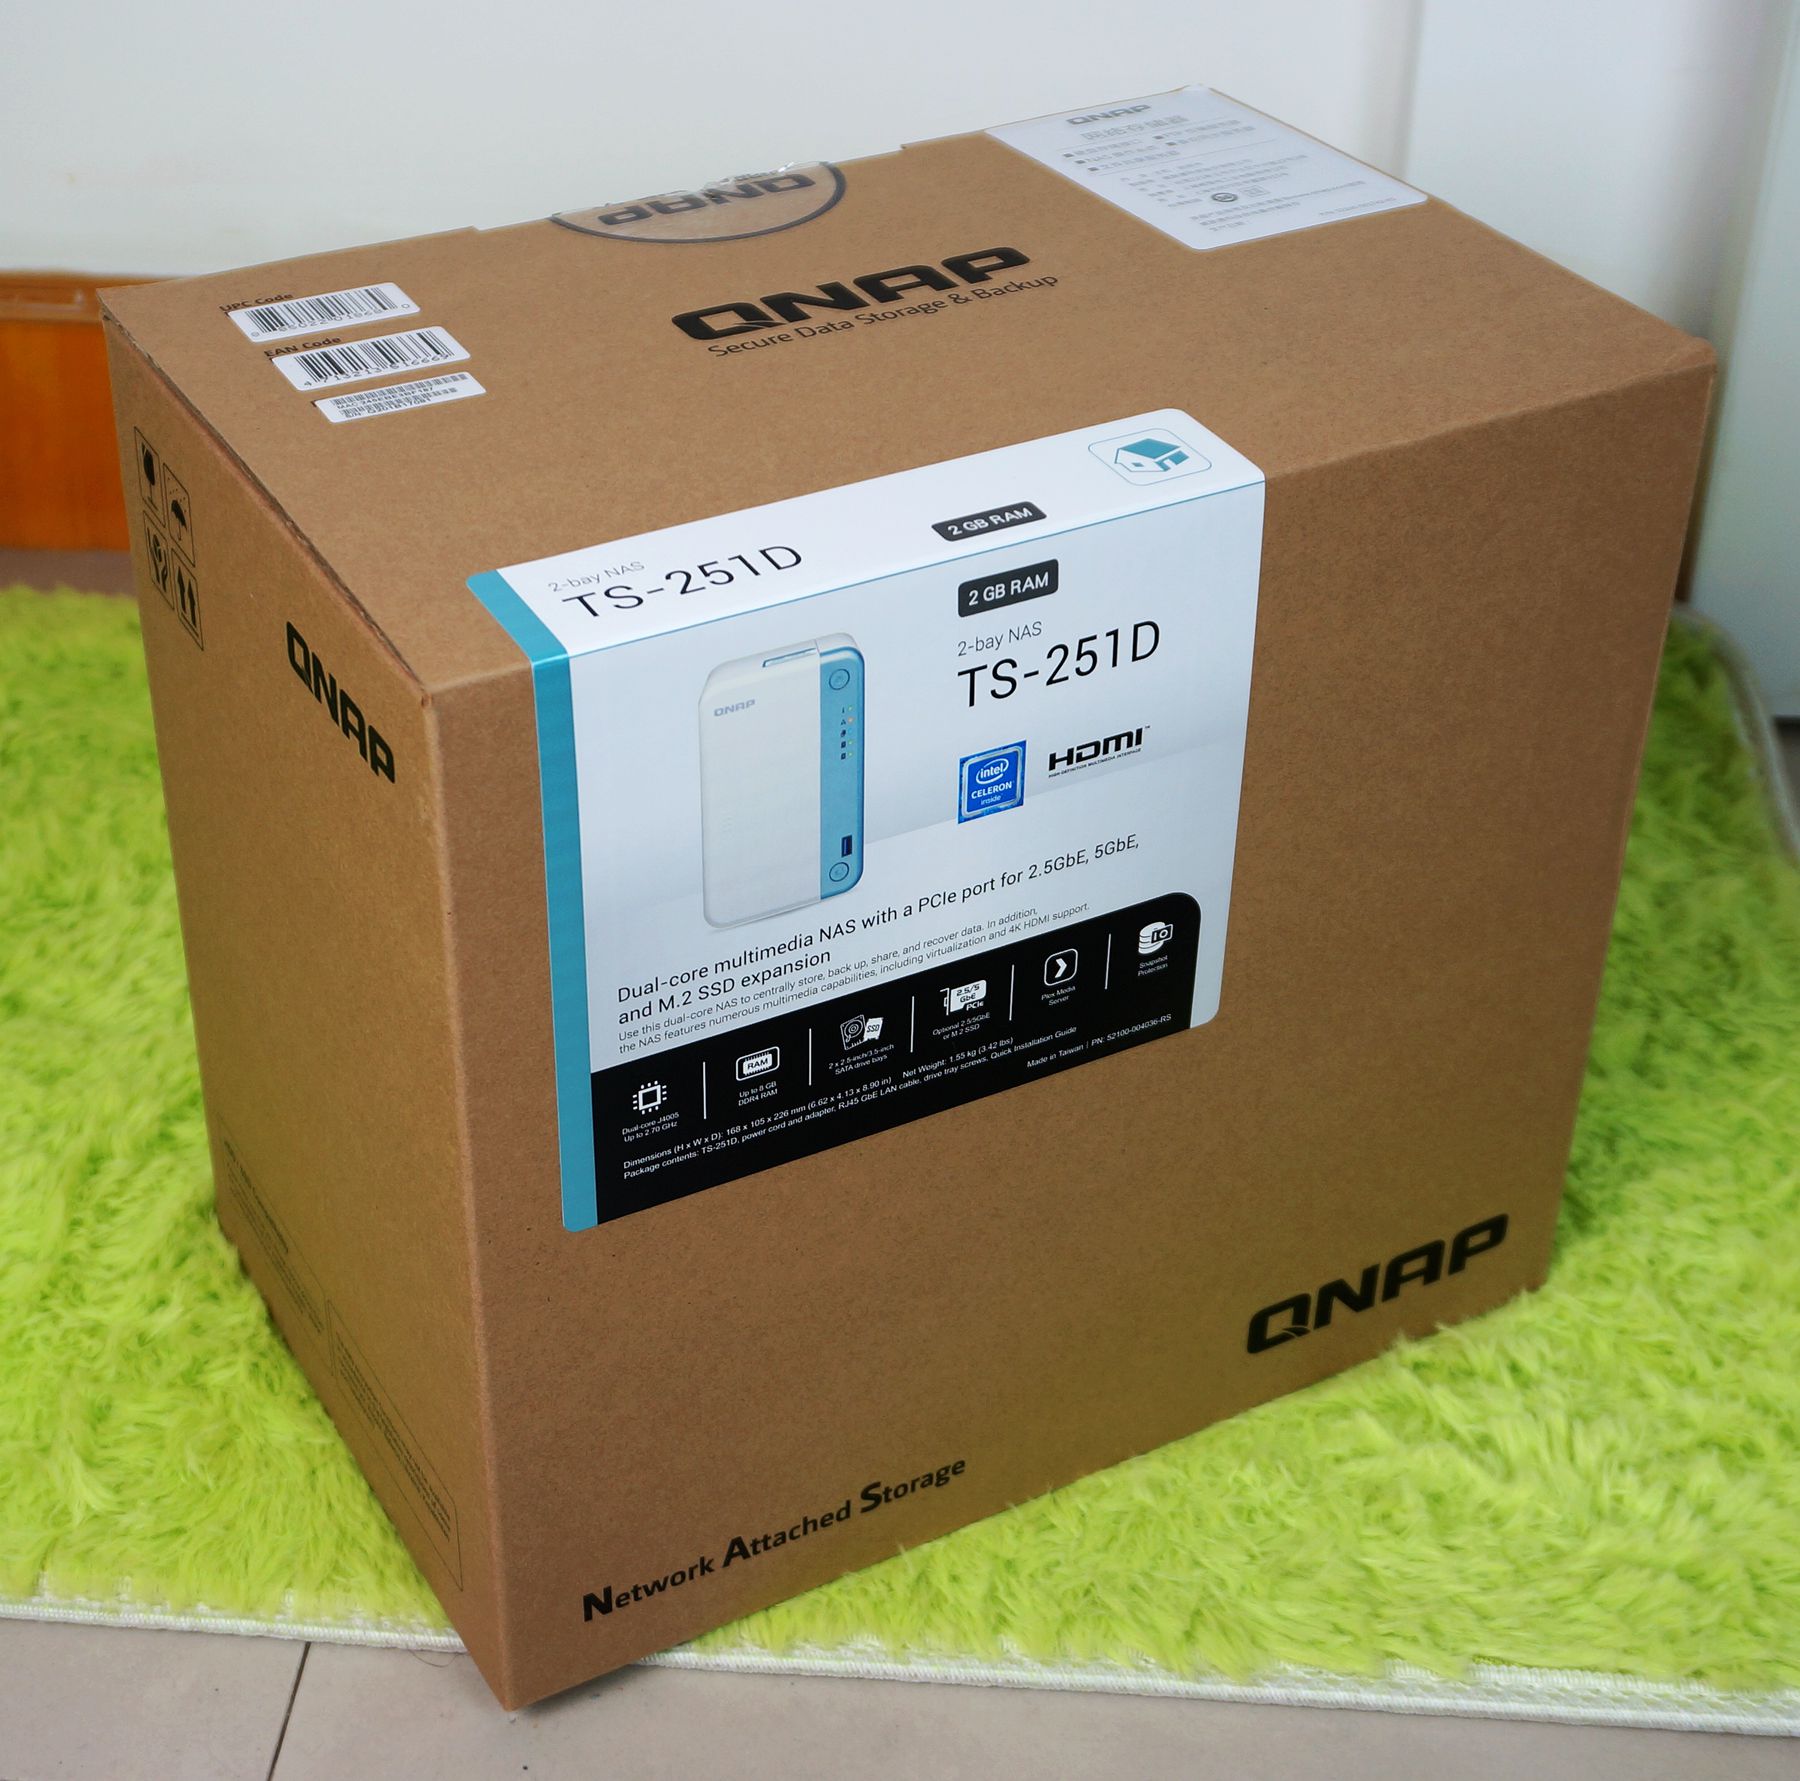 QNAP
QNAP
QNAP
Secure Data Storage & Backup
UPC Code
EAN Code
4 713213 516669
2-bay NAS
TS-251D
2 GB RAM
2 GB RAM
2-bay NAS
TS-251D
QNAP
intel
CELERON
inside
HDMI
HIGH-DEFINITION MULTIMEDIA INTERFACE
Dual-core multimedia NAS with a PCIe port for 2.5GbE, 5GbE,
and M.2 SSD expansion
Use this dual-core NAS to centrally store, back up, share, and recover data. In addition,
the NAS features numerous multimedia capabilities, including virtualization and 4K HDMI support.
Dual-core J4005
Up to 2.70 GHz
RAM
Up to 8 GB
DDR4 RAM
SSD
2 x 2.5-inch/3.5-inch
SATA drive bays
2.5/5
GbE
PCIe
Optional 2.5/5GbE
or M.2 SSD
Plex Media
Server
Snapshot
Protection
Dimensions (H x W x D): 168 x 105 x 226 mm (6.62 x 4.13 x 8.90 in) Net Weight: 1.55 kg (3.42 lbs)
Package contents: TS-251D, power cord and adapter, RJ45 GbE LAN cable, drive tray screws, Quick Installation Guide
Made in Taiwan | PN: 52100-004036-RS
QNAP
QNAP
Network Attached Storage